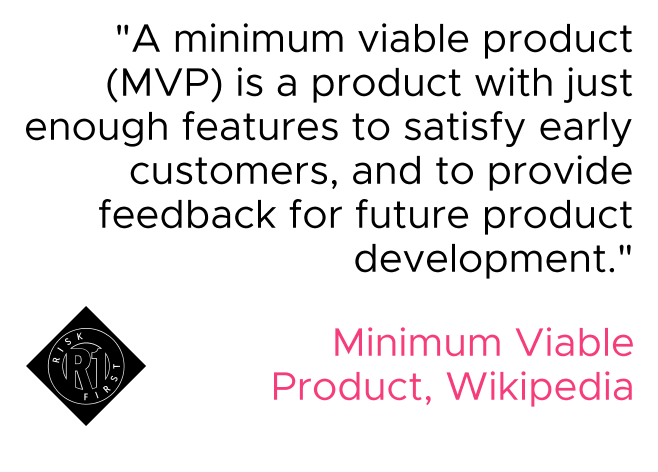 "A minimum viable product
(MVP) is a product with just
enough features to satisfy early
customers, and to provide
feedback for future product
development."
Minimum Viable
Product, Wikipedia
RISK
R1
FIRST